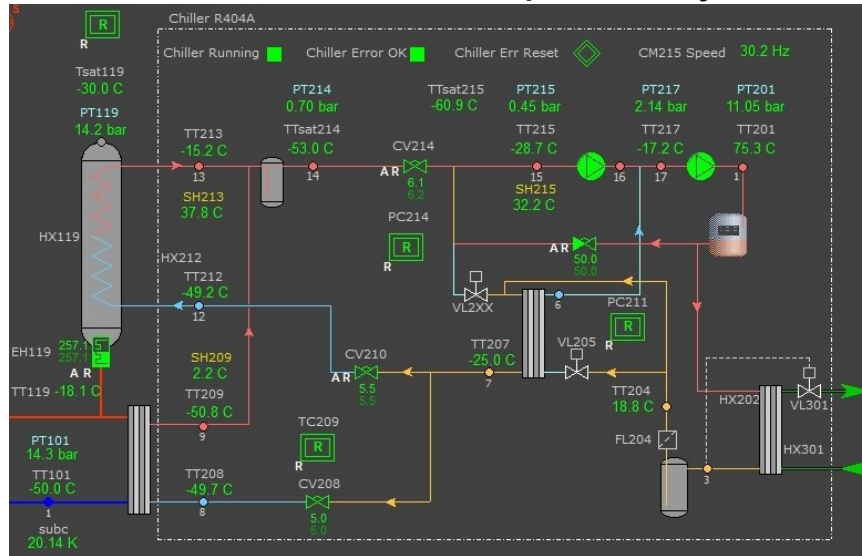 S
Chiller R404A
R
R
Chiller Running
Chiller Error OK
Chiller Err Reset
CM215 Speed
30.2 Hz
Tsat119
-30.0 C
PT119
14.2 bar
PT214
0.70 bar
TTsat215
-60.9 C
PT215
0.45 bar
PT217
2.14 bar
PT201
11.05 bar
TT213
-15.2 C
TTsat214
-53.0 C
CV214
TT215
-28.7 C
TT217
-17.2 C
TT201
75.3 C
13
14
A R
6.1
6.2
15
16
17
1
SH213
37.8 C
SH215
32.2 C
PC214
R
R
HX119
HX212
TT212
-49.2 C
12
A R
50.0
50.0
VL2XX
6
PC211
R
R
EH119
257.1
257.1
A R
TT119 -18.1 C
SH209
2.2 C
TT209
-50.8 C
9
CV210
A R
5.5
5.5
TT207
-25.0 C
7
VL205
TT204
18.8 C
HX202
VL301
PT101
14.3 bar
TT101
-50.0 C
1
subc
20.14 K
TC209
R
R
TT208
-49.7 C
8
CV208
5.0
5.0
FL204
3
HX301